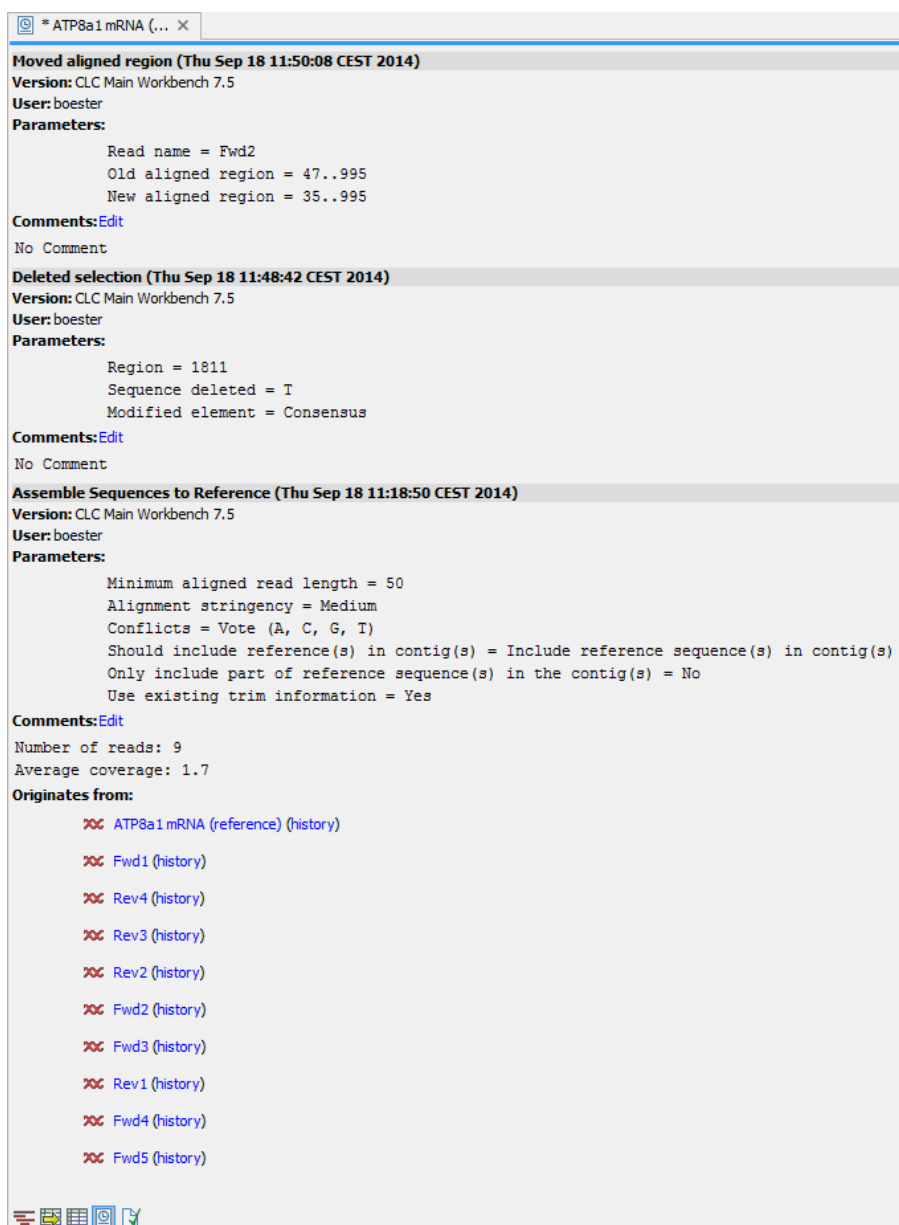 * ATP8a1 mRNA (...
Moved aligned region (Thu Sep 18 11:50:08 CEST 2014)
Version: CLC Main Workbench 7.5
User: boester
Parameters:
Read name = Fwd2
Old aligned region = 47..995
New aligned region = 35..995
Comments:Edit
No Comment
Deleted selection (Thu Sep 18 11:48:42 CEST 2014)
Version: CLC Main Workbench 7.5
User: boester
Parameters:
Region = 1811
Sequence deleted = T
Modified element = Consensus
Comments:Edit
No Comment
Assemble Sequences to Reference (Thu Sep 18 11:18:50 CEST 2014)
Version: CLC Main Workbench 7.5
User: boester
Parameters:
Minimum aligned read length = 50
Alignment stringency = Medium
Conflicts = Vote (A, C, G, T)
Should include reference(s) in contig(s) = Include reference sequence(s) in contig(s)
Only include part of reference sequence(s) in the contig(s) = No
Use existing trim information = Yes
Comments:Edit
Number of reads: 9
Average coverage: 1.7
Originates from:
ATP8a1 mRNA (reference) (history)
Fwd1 (history)
Rev4 (history)
Rev3 (history)
Rev2 (history)
Fwd2 (history)
Fwd3 (history)
Rev1 (history)
Fwd4 (history)
Fwd5 (history)